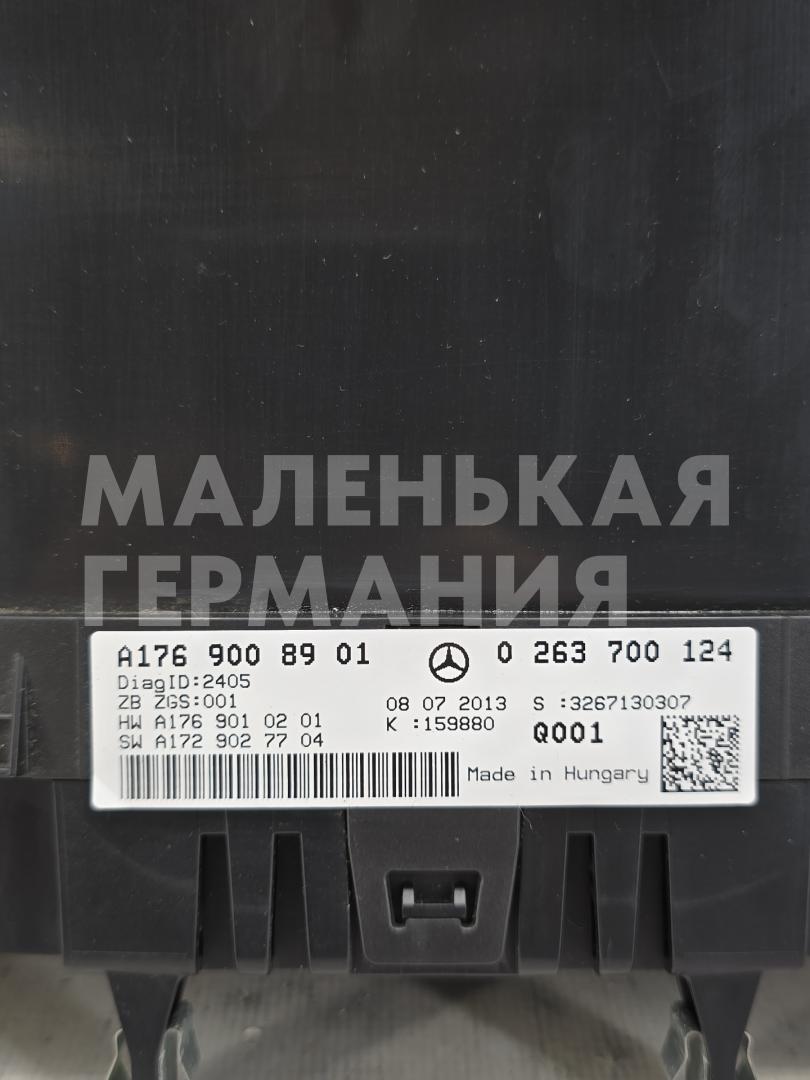 МАЛЕНЬКАЯ
ГЕРМАНИЯ
A176 900 89 01 0 263 700 124
DiagID:2405
ZB ZGS:001 08 07 2013 S :3267130307
HW A176 901 02 01 K :159880 Q001
SW A172 902 77 04
Made in Hungary